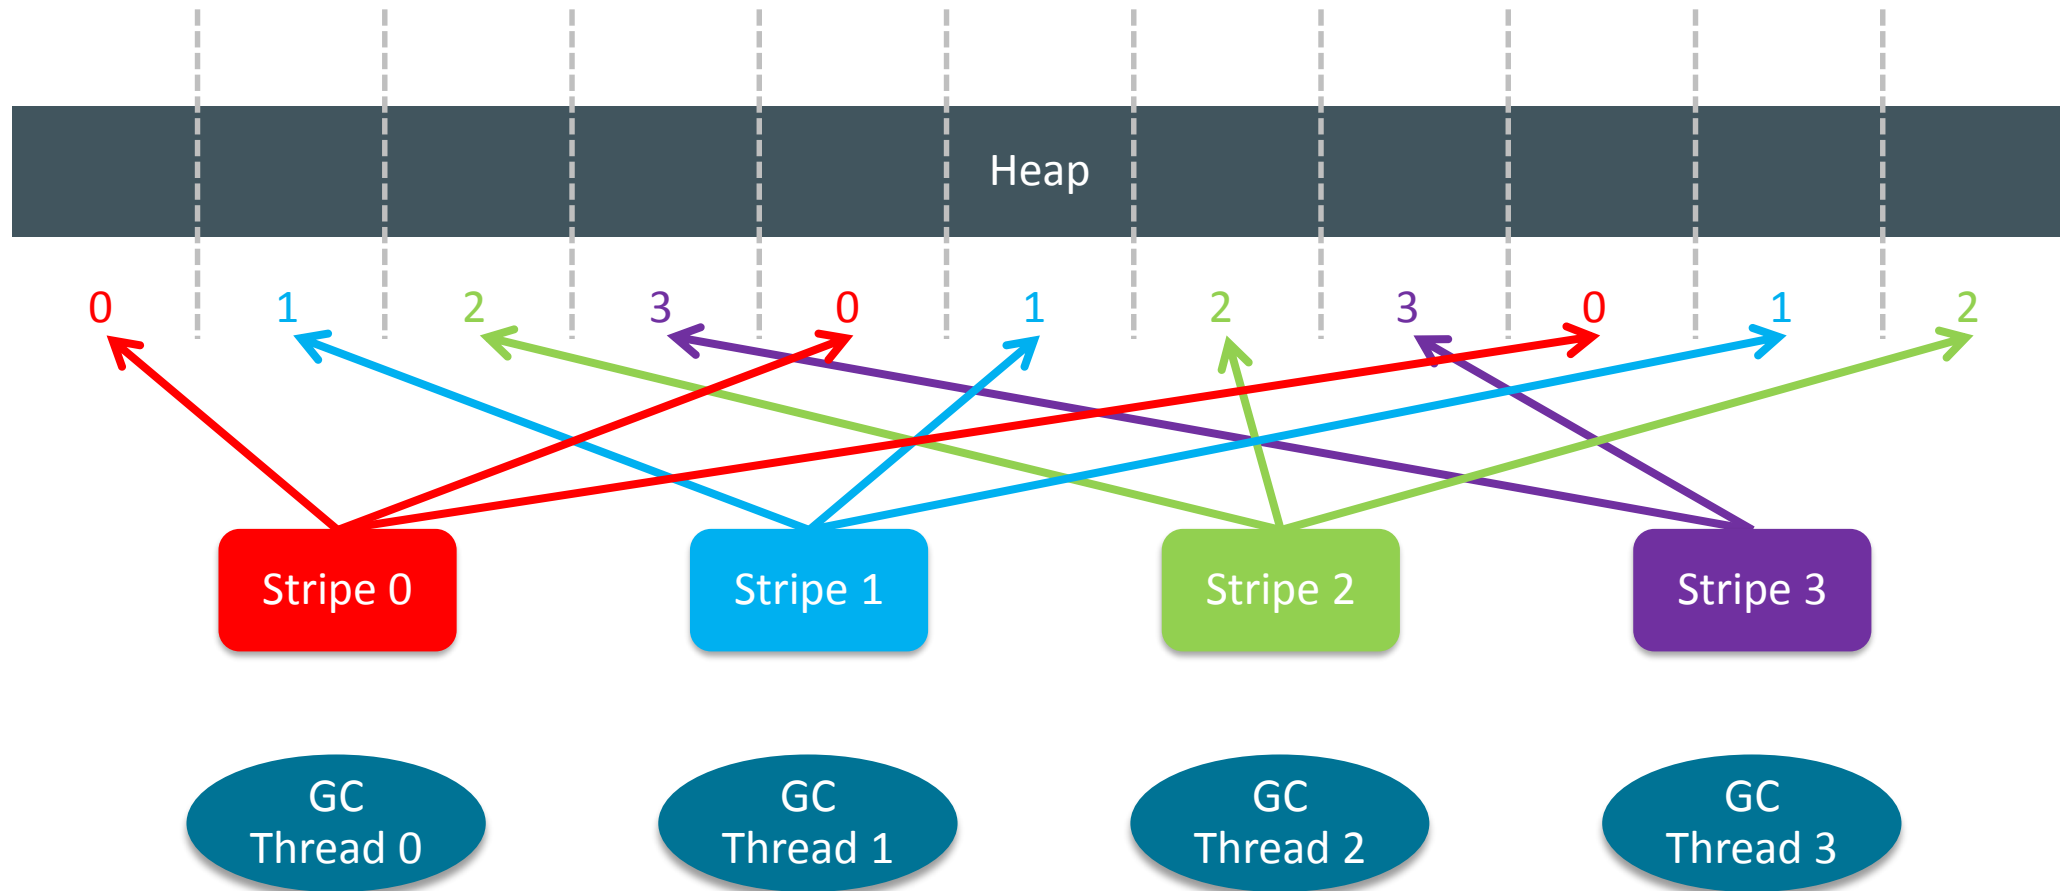 Heap
0 1 2 3 0 1 2 3 0 1 2
Stripe 0 Stripe 1 Stripe 2 Stripe 3
GC GC GC GC
Thread 0 Thread 1 Thread 2 Thread 3